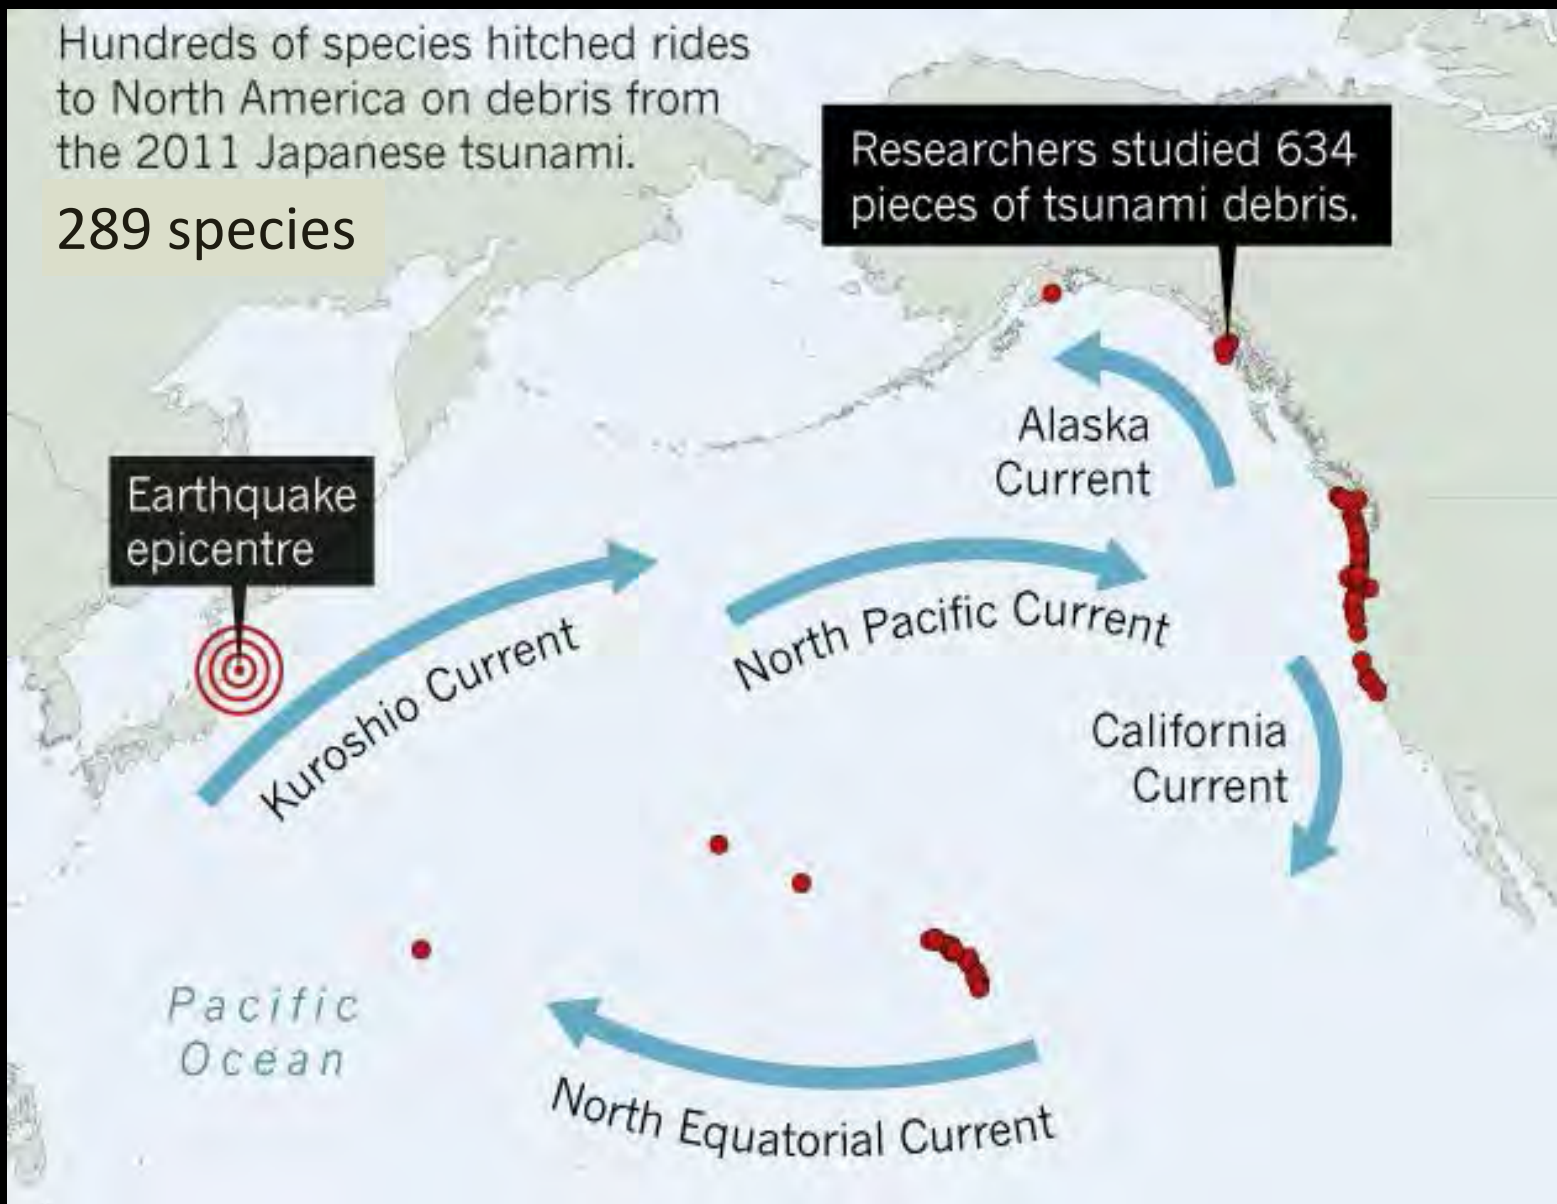 Hundreds of species hitched rides
to North America on debris from
the 2011 Japanese tsunami.
289 species
Researchers studied 634
pieces of tsunami debris.
Alaska
Current
Earthquake
epicentre
Kuroshio Current
North Pacific Current
California
Current
Pacific
Ocean
North Equatorial Current